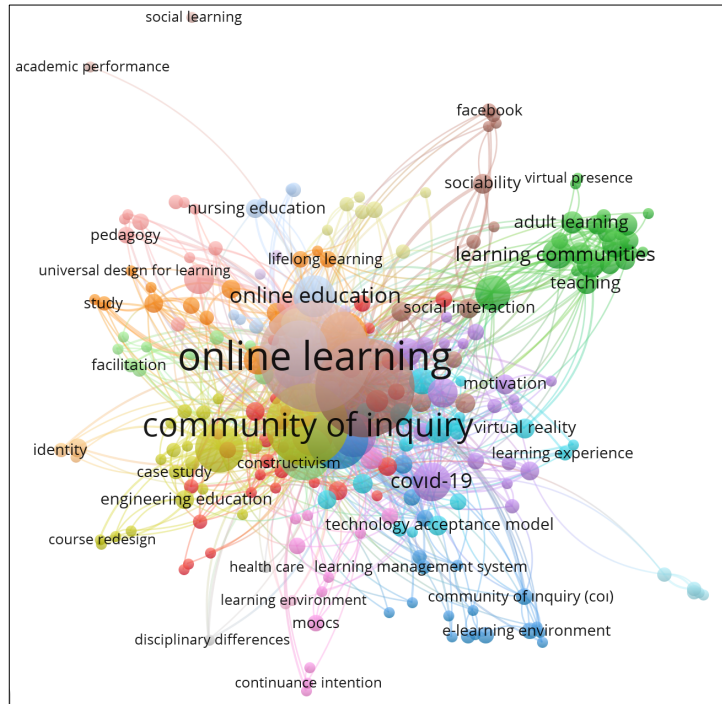 social learning
academic performance
facebook
sociability
virtual presence
nursing education
adult learning
pedagogy
learning communities
lifelong learning
universal design for learning
teaching
online education
study
social interaction
online learning
facilitation
motivation
community of inquiry
virtual reality
identity
learning experience
constructivism
case study
covıd-19
engineering education
technology acceptance model
course redesign
health care
learning management system
community of ınquiry (coı)
learning environment
moocs
e-learning environment
disciplinary differences
continuance intention